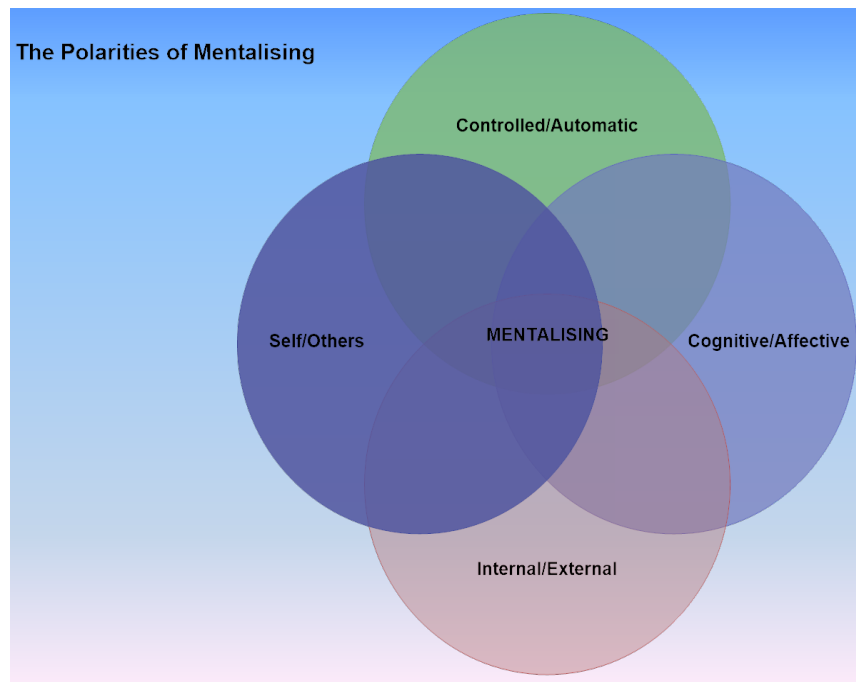 The Polarities of Mentalising
Controlled/Automatic
Self/Others
MENTALISING
Cognitive/Affective
Internal/External